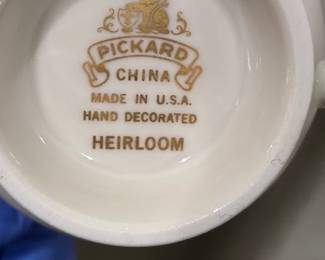 PICKARD
CHINA
MADE IN U.S.A.
HAND DECORATED
HEIRLOOM